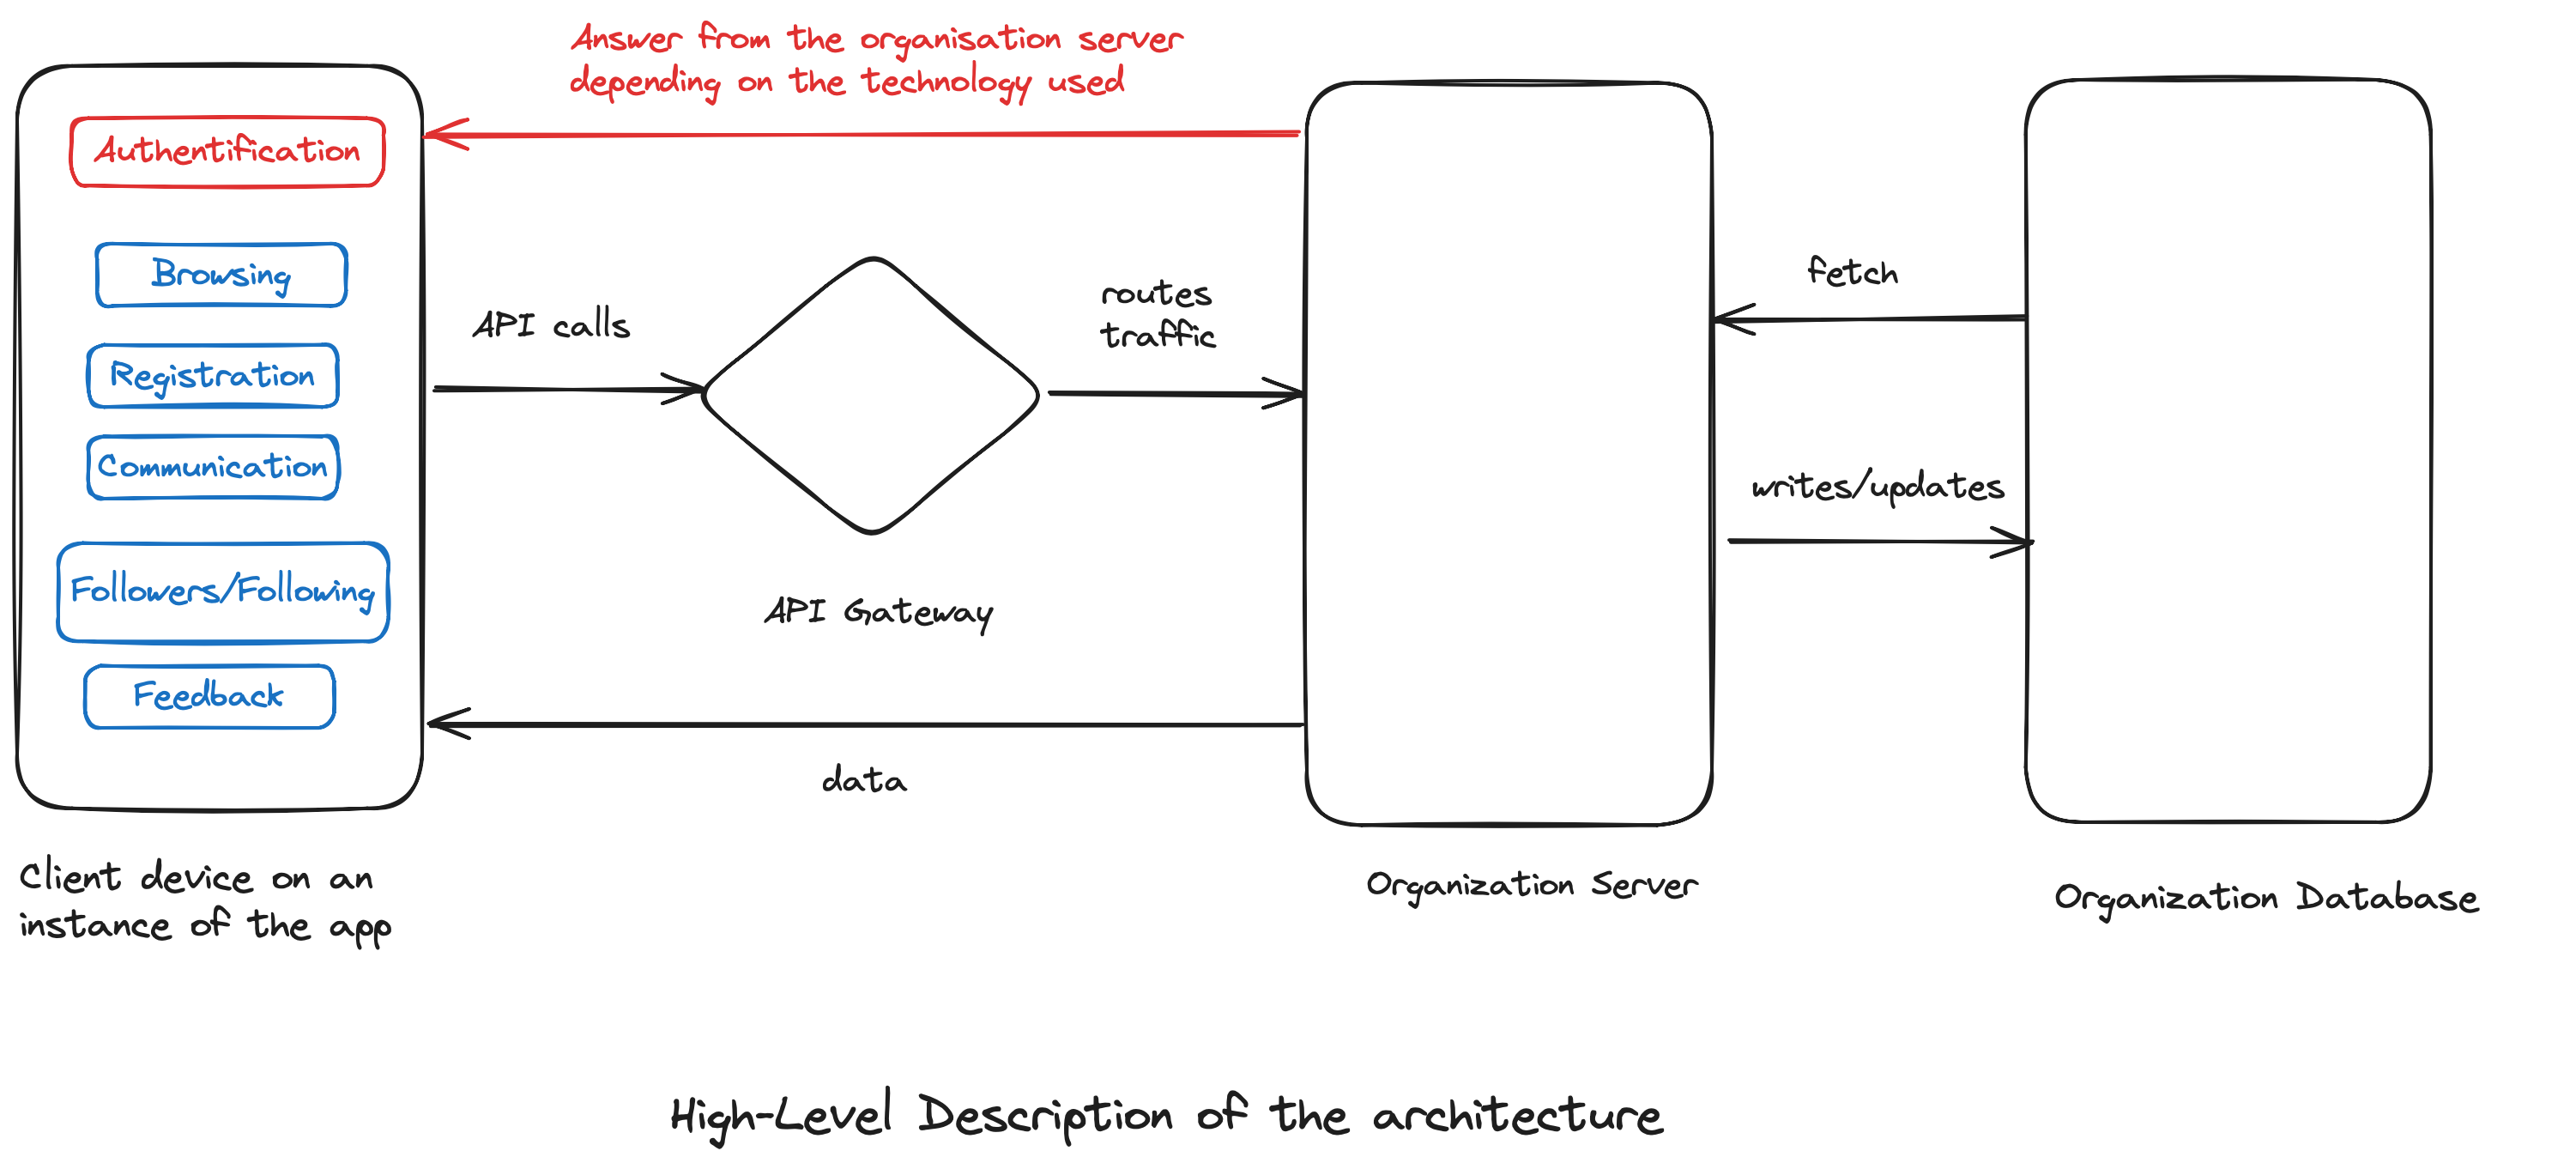 Answer from the organisation server
depending on the technology used
Authentification
Browsing
Registration
Communication
Followers/Following
Feedback
API calls
routes
traffic
fetch
writes/updates
API Gateway
data
Client device on an
instance of the app
Organization Server
Organization Database
High-Level Description of the architecture